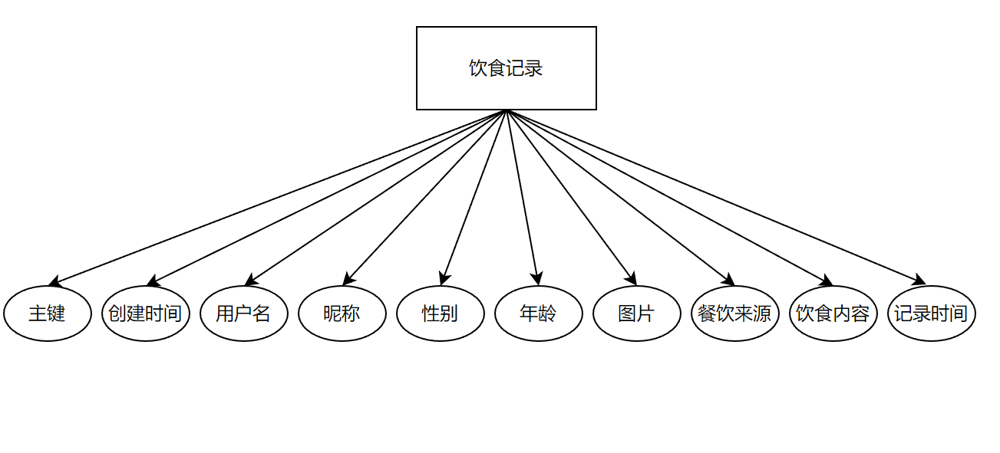 饮食记录
主键
创建时间
用户名
昵称
性别
年龄
图片
餐饮来源
饮食内容
记录时间